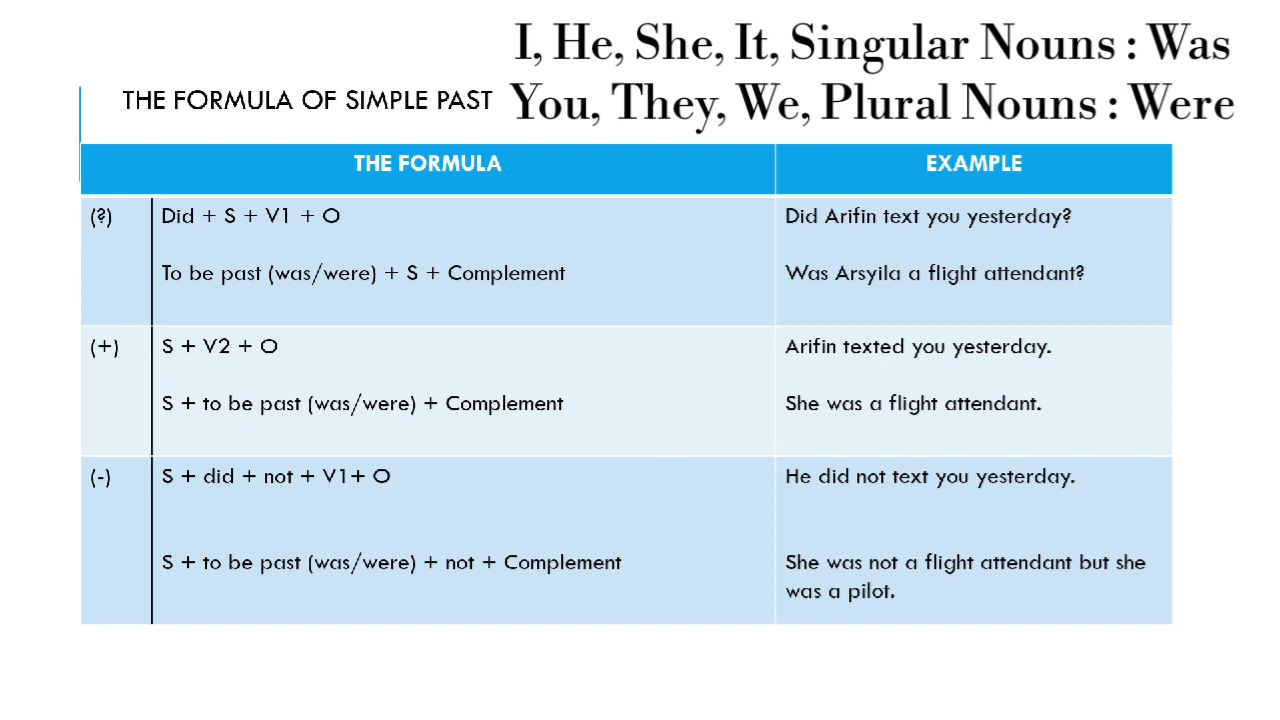 I, He, She, It, Singular Nouns : Was
You, They, We, Plural Nouns : Were
THE FORMULA OF SIMPLE PAST
THE FORMULA EXAMPLE
(?) Did + S + V1 + O Did Arifin text you yesterday?
To be past (was/were) + S + Complement Was Arsyila a flight attendant?
(+) S + V2 + O Arifin texted you yesterday.
S + to be past (was/were) + Complement She was a flight attendant.
(-) S + did + not + V1+ O He did not text you yesterday.
S + to be past (was/were) + not + Complement She was not a flight attendant but she
was a pilot.